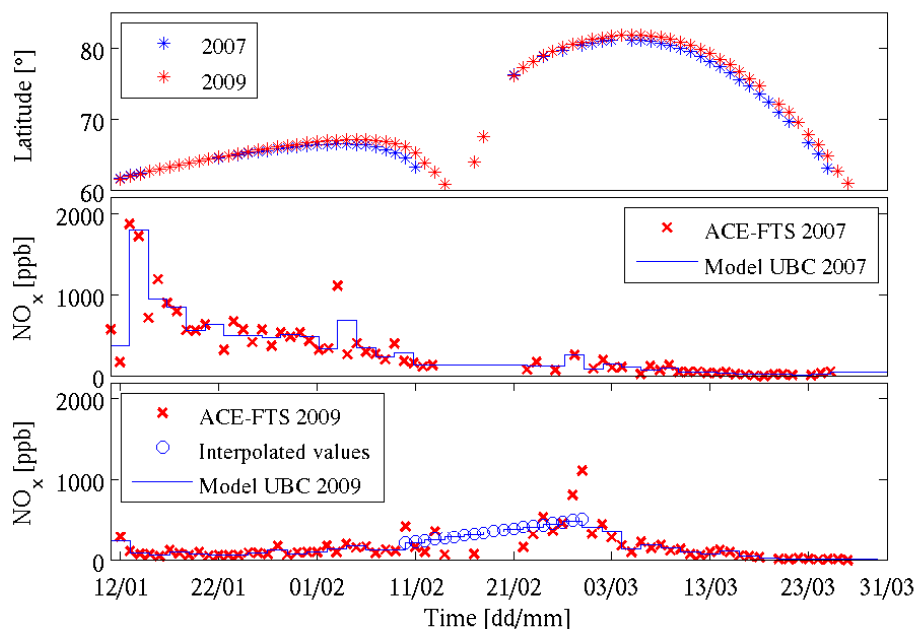 Latitude [°]
80
70
60
2007
2009
NOx [ppb]
2000
1000
0
ACE-FTS 2007
Model UBC 2007
NOx [ppb]
2000
1000
0
ACE-FTS 2009
Interpolated values
Model UBC 2009
12/01 22/01 01/02 11/02 21/02 03/03 13/03 23/03 31/03
Time [dd/mm]